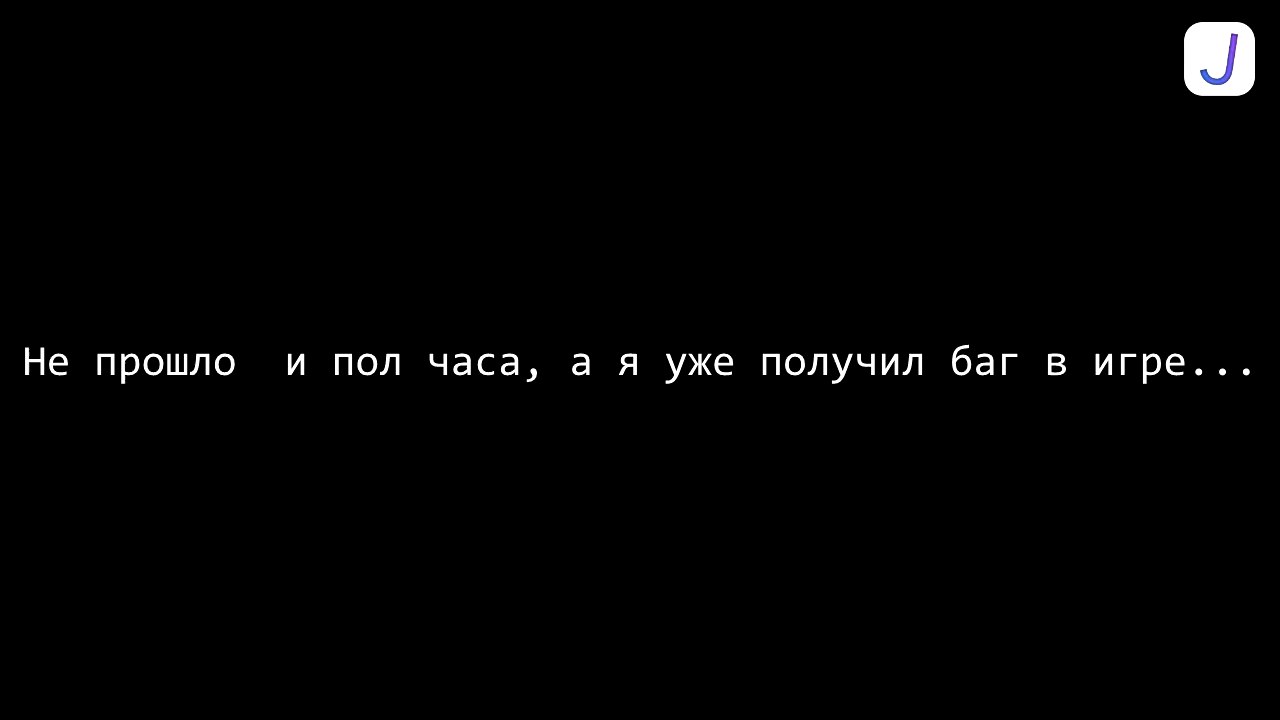 J
Не прошло  и пол часа, а я уже получил баг в игре...